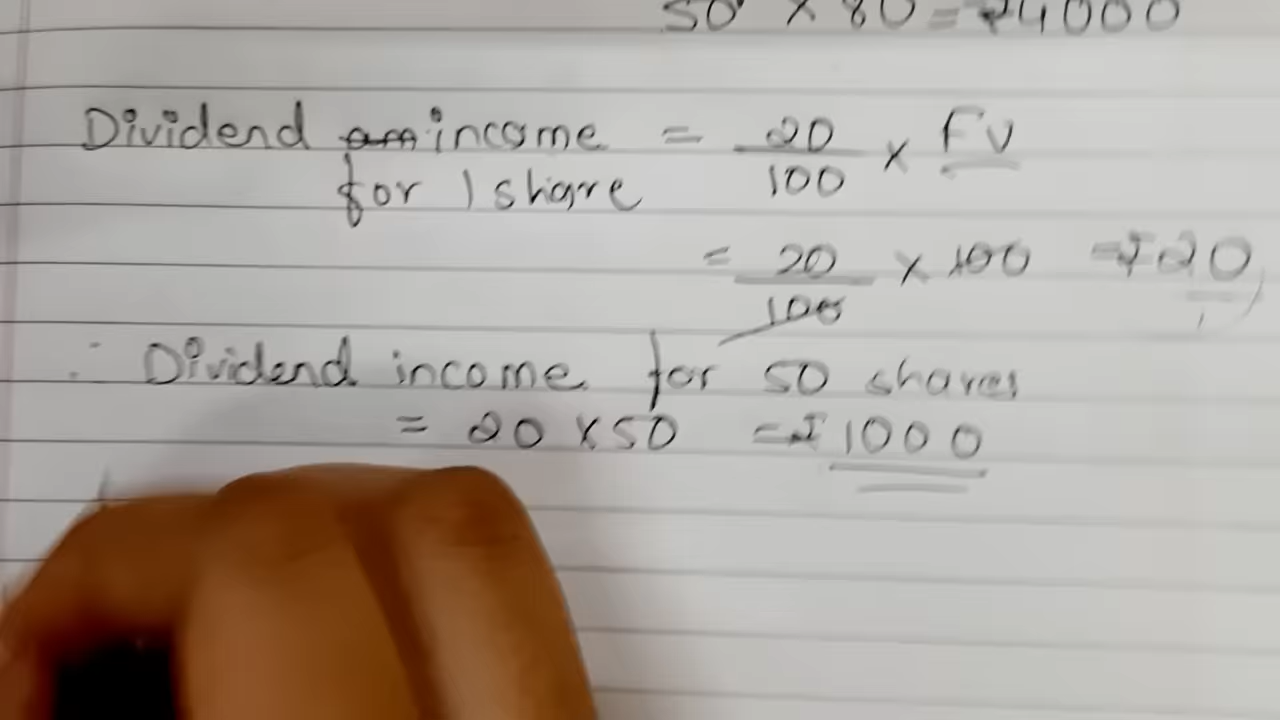 50 × 80 = ₹4000
Dividend income = 20/100 × FV
for 1 share
= 20/100 × 100 = ₹20
∴ Dividend income for 50 shares
= 20 × 50 = ₹1000